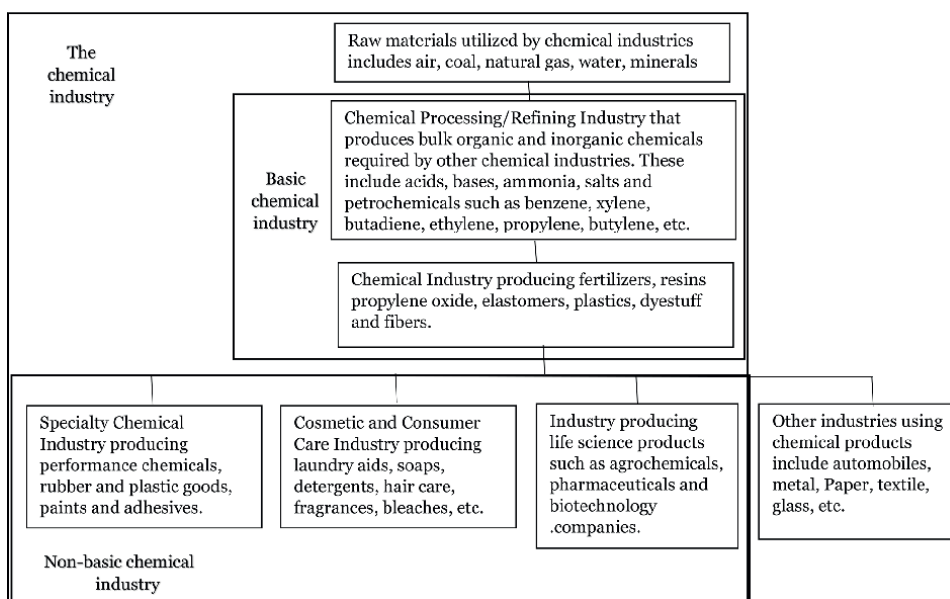 The
chemical
industry
Raw materials utilized by chemical industries
includes air, coal, natural gas, water, minerals
Basic
chemical
industry
Chemical Processing/Refining Industry that
produces bulk organic and inorganic chemicals
required by other chemical industries. These
include acids, bases, ammonia, salts and
petrochemicals such as benzene, xylene,
butadiene, ethylene, propylene, butylene, etc.
Chemical Industry producing fertilizers, resins
propylene oxide, elastomers, plastics, dyestuff
and fibers.
Specialty Chemical
Industry producing
performance chemicals,
rubber and plastic goods,
paints and adhesives.
Cosmetic and Consumer
Care Industry producing
laundry aids, soaps,
detergents, hair care,
fragrances, bleaches, etc.
Industry producing
life science products
such as agrochemicals,
pharmaceuticals and
biotechnology
.companies.
Other industries using
chemical products
include automobiles,
metal, Paper, textile,
glass, etc.
Non-basic chemical
industry